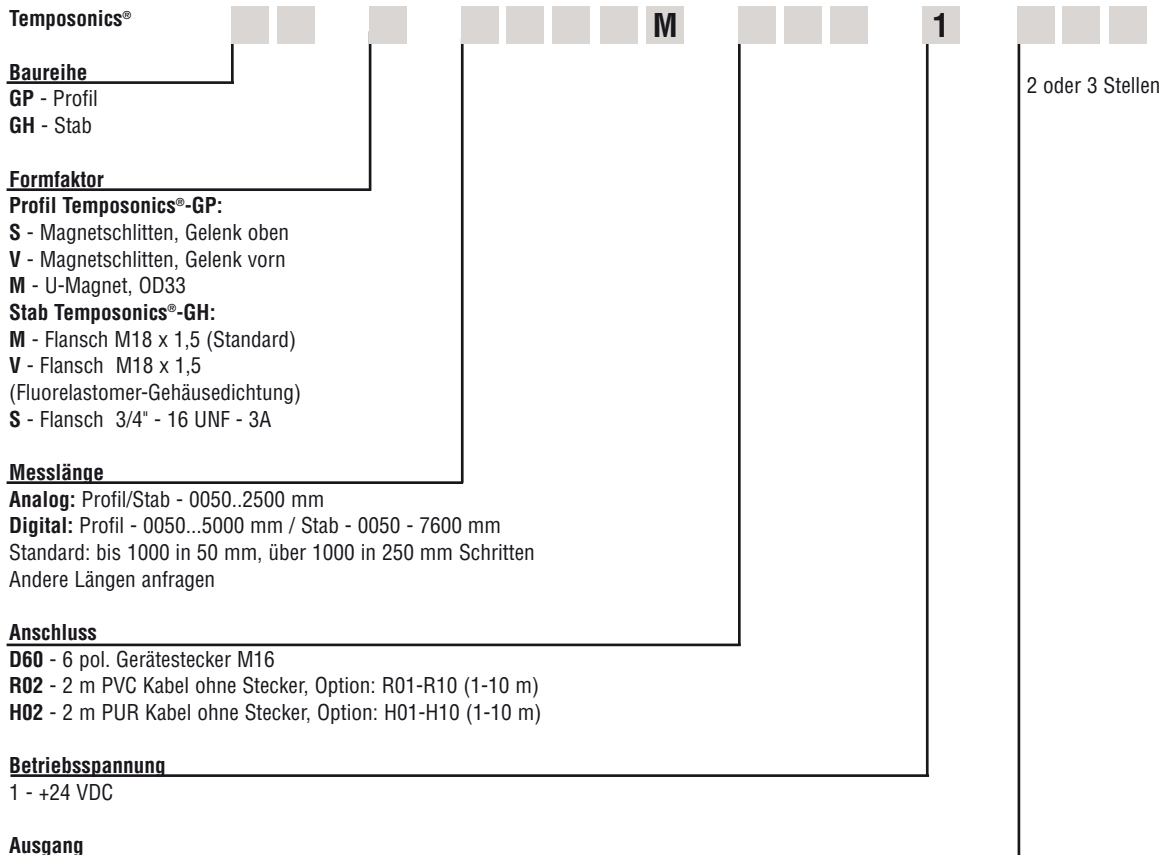 Temposonics®
M
1
Baureihe
2 oder 3 Stellen
GP - Profil
GH - Stab
Formfaktor
Profil Temposonics®-GP:
S - Magnetschlitten, Gelenk oben
V - Magnetschlitten, Gelenk vorn
M - U-Magnet, OD33
Stab Temposonics®-GH:
M - Flansch M18 x 1,5 (Standard)
V - Flansch M18 x 1,5
(Fluorelastomer-Gehäusedichtung)
S - Flansch 3/4" - 16 UNF - 3A
Messlänge
Analog: Profil/Stab - 0050..2500 mm
Digital: Profil - 0050...5000 mm / Stab - 0050 - 7600 mm
Standard: bis 1000 in 50 mm, über 1000 in 250 mm Schritten
Andere Längen anfragen
Anschluss
D60 - 6 pol. Gerätestecker M16
R02 - 2 m PVC Kabel ohne Stecker, Option: R01-R10 (1-10 m)
H02 - 2 m PUR Kabel ohne Stecker, Option: H01-H10 (1-10 m)
Betriebsspannung
1 - +24 VDC
Ausgang